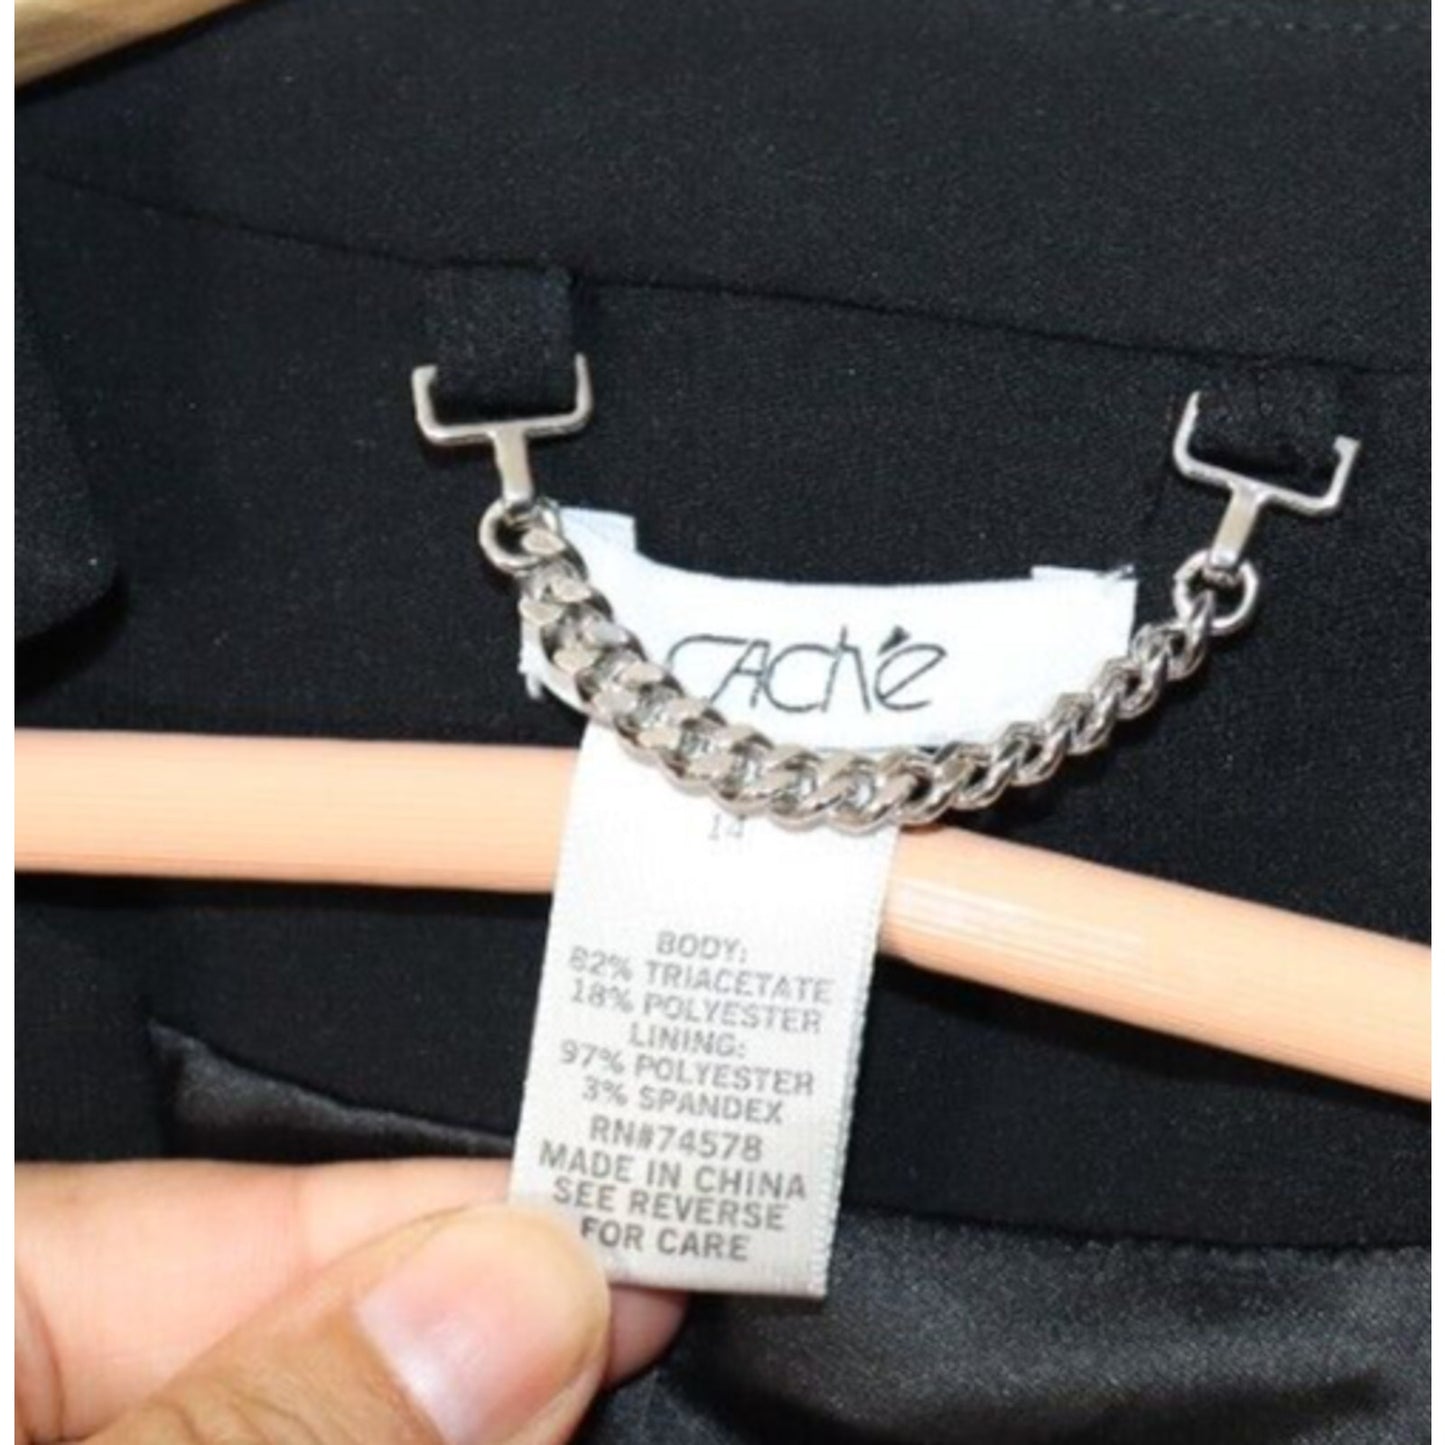 Caché
14
BODY:
82% TRIACETATE
18% POLYESTER
LINING:
97% POLYESTER
3% SPANDEX
RN#74578
MADE IN CHINA
SEE REVERSE
FOR CARE